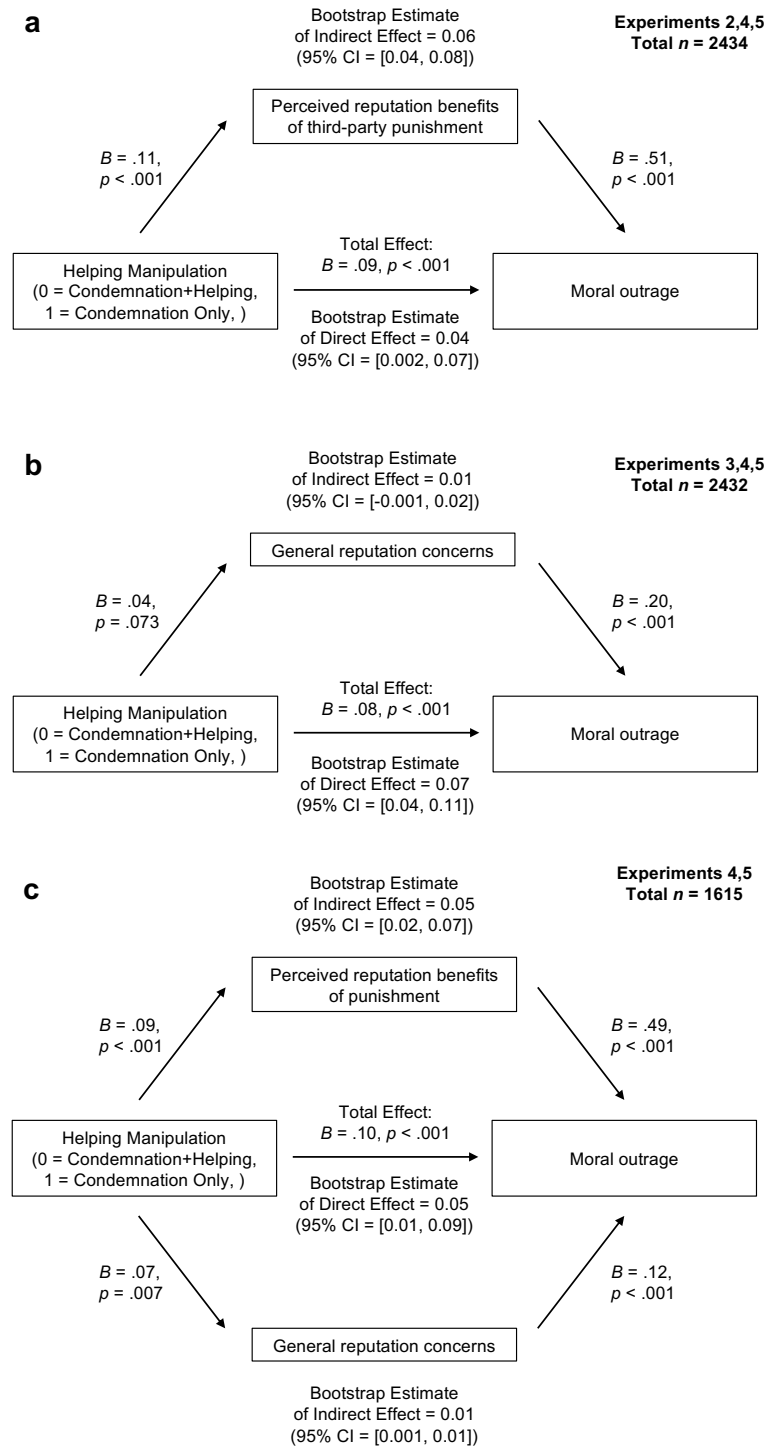 a
Bootstrap Estimate
of Indirect Effect = 0.06
(95% CI = [0.04, 0.08])
Experiments 2,4,5
Total n = 2434
Perceived reputation benefits
of third-party punishment
B = .11,
p < .001
B = .51,
p < .001
Helping Manipulation
(0 = Condemnation+Helping,
1 = Condemnation Only, )
Total Effect:
B = .09, p < .001
Bootstrap Estimate
of Direct Effect = 0.04
(95% CI = [0.002, 0.07])
Moral outrage
b
Bootstrap Estimate
of Indirect Effect = 0.01
(95% CI = [-0.001, 0.02])
Experiments 3,4,5
Total n = 2432
General reputation concerns
B = .04,
p = .073
B = .20,
p < .001
Helping Manipulation
(0 = Condemnation+Helping,
1 = Condemnation Only, )
Total Effect:
B = .08, p < .001
Bootstrap Estimate
of Direct Effect = 0.07
(95% CI = [0.04, 0.11])
Moral outrage
c
Bootstrap Estimate
of Indirect Effect = 0.05
(95% CI = [0.02, 0.07])
Experiments 4,5
Total n = 1615
Perceived reputation benefits
of punishment
B = .09,
p < .001
B = .49,
p < .001
Helping Manipulation
(0 = Condemnation+Helping,
1 = Condemnation Only, )
Total Effect:
B = .10, p < .001
Bootstrap Estimate
of Direct Effect = 0.05
(95% CI = [0.01, 0.09])
Moral outrage
B = .07,
p = .007
B = .12,
p < .001
General reputation concerns
Bootstrap Estimate
of Indirect Effect = 0.01
(95% CI = [0.001, 0.01])